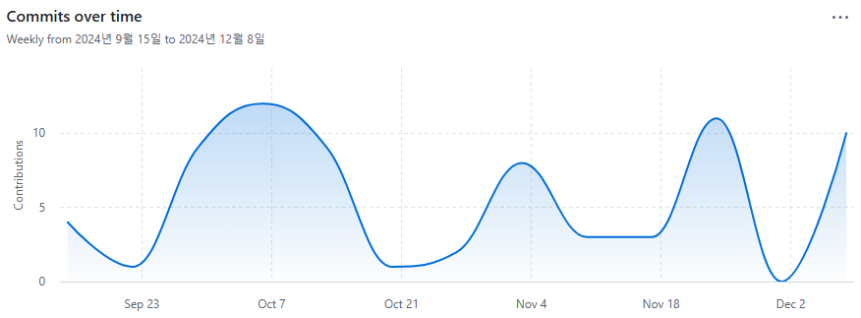 Commits over time
...
Weekly from 2024년 9월 15일 to 2024년 12월 8일
Contributions
10
5
0
Sep 23
Oct 7
Oct 21
Nov 4
Nov 18
Dec 2